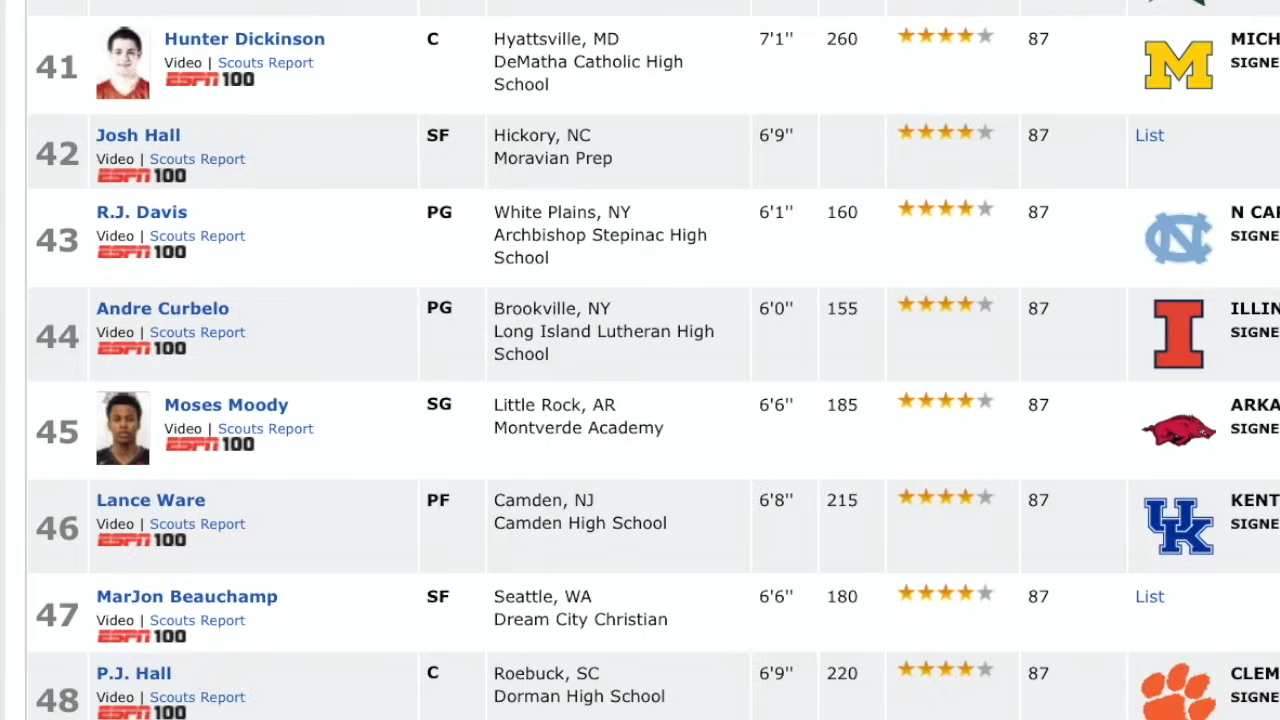 41
Hunter Dickinson
Video | Scouts Report
ESPN 100
C
Hyattsville, MD
DeMatha Catholic High
School
7'1"
260
87
M
MICH
SIGNE
42
Josh Hall
Video | Scouts Report
ESPN 100
SF
Hickory, NC
Moravian Prep
6'9"
87
List
43
R.J. Davis
Video | Scouts Report
ESPN 100
PG
White Plains, NY
Archbishop Stepinac High
School
6'1"
160
87
NC
N CAR
SIGNE
44
Andre Curbelo
Video | Scouts Report
ESPN 100
PG
Brookville, NY
Long Island Lutheran High
School
6'0"
155
87
I
ILLIN
SIGNE
45
Moses Moody
Video | Scouts Report
ESPN 100
SG
Little Rock, AR
Montverde Academy
6'6"
185
87
ARKA
SIGNE
46
Lance Ware
Video | Scouts Report
ESPN 100
PF
Camden, NJ
Camden High School
6'8"
215
87
UK
KENT
SIGNE
47
MarJon Beauchamp
Video | Scouts Report
ESPN 100
SF
Seattle, WA
Dream City Christian
6'6"
180
87
List
48
P.J. Hall
Video | Scouts Report
ESPN 100
C
Roebuck, SC
Dorman High School
6'9"
220
87
CLEM
SIGNE